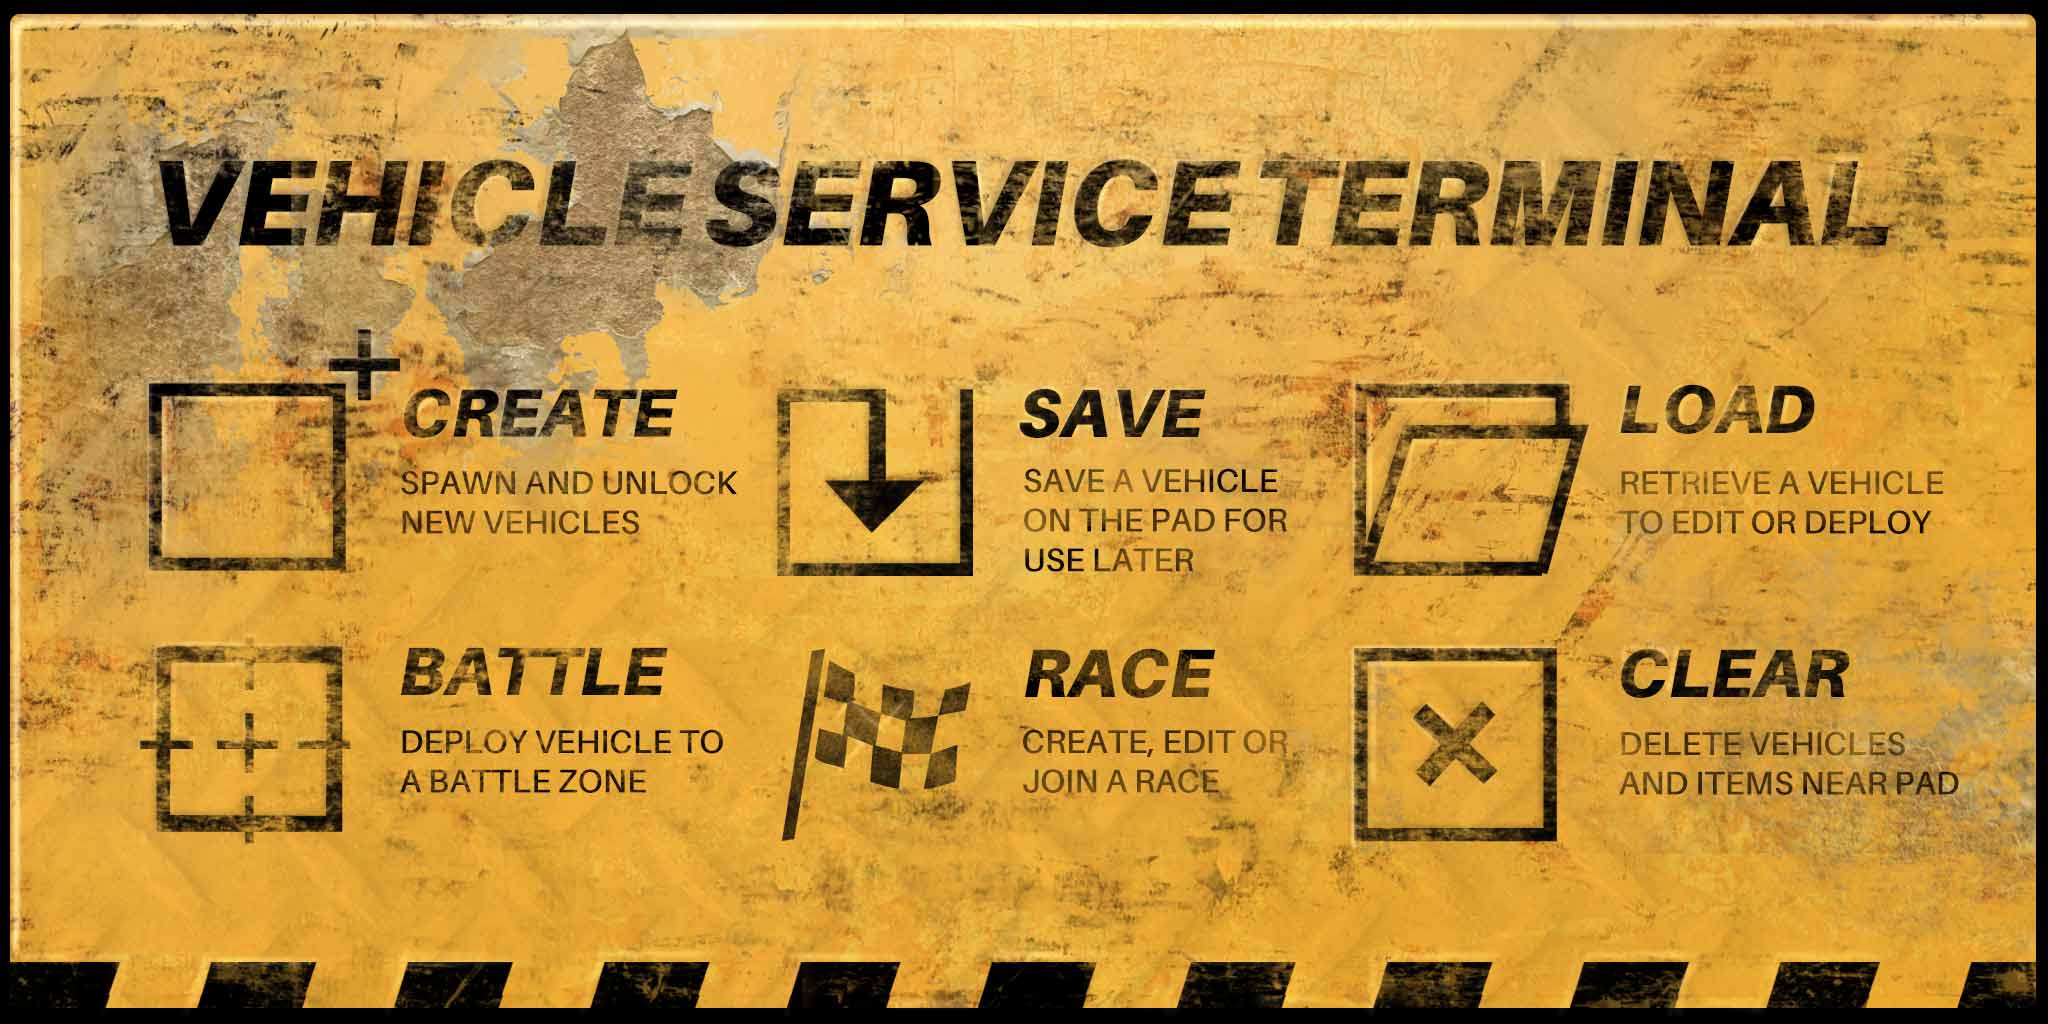 VEHICLE SERVICE TERMINAL
CREATE
SPAWN AND UNLOCK
NEW VEHICLES
SAVE
SAVE A VEHICLE
ON THE PAD FOR
USE LATER
LOAD
RETRIEVE A VEHICLE
TO EDIT OR DEPLOY
BATTLE
DEPLOY VEHICLE TO
A BATTLE ZONE
RACE
CREATE, EDIT OR
JOIN A RACE
CLEAR
DELETE VEHICLES
AND ITEMS NEAR PAD